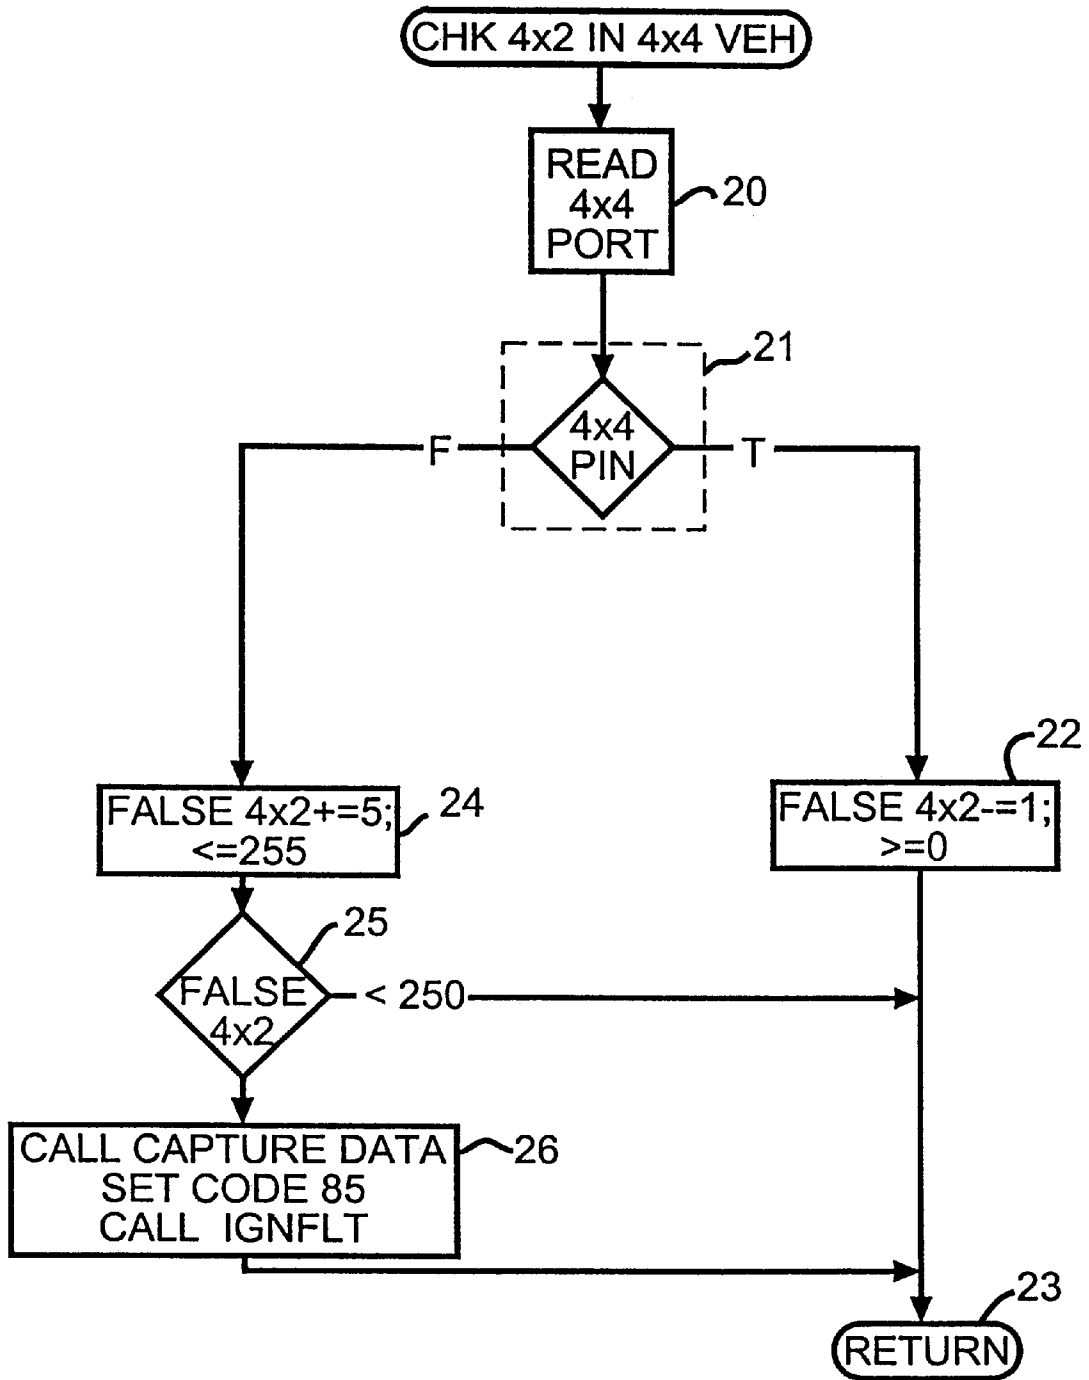 CHK 4x2 IN 4x4 VEH
READ
4x4
PORT
20
21
4x4
PIN
F
T
22
FALSE 4x2-=1;
>=0
FALSE 4x2+=5;
<=255
24
25
FALSE
4x2
< 250
CALL CAPTURE DATA
SET CODE 85
CALL IGNFLT
26
23
RETURN